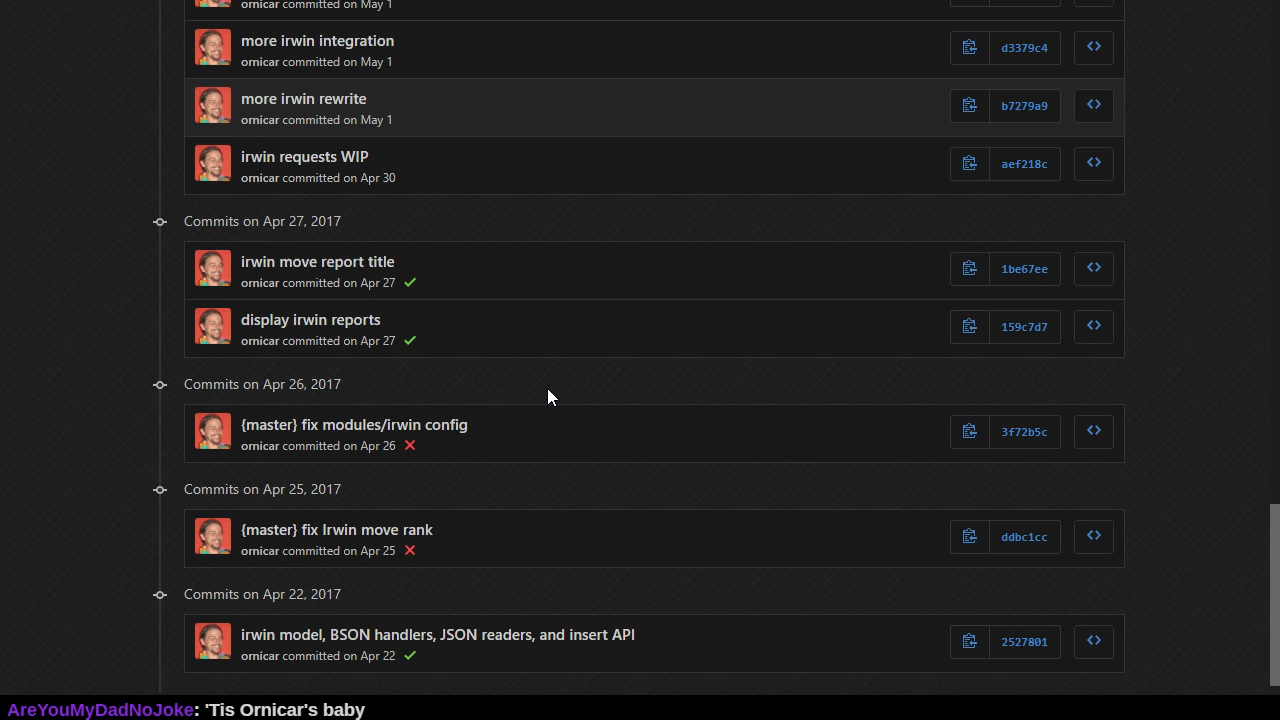 ornicar committed on May 1
more irwin integration
ornicar committed on May 1
d3379c4
more irwin rewrite
ornicar committed on May 1
b7279a9
irwin requests WIP
ornicar committed on Apr 30
aef218c
Commits on Apr 27, 2017
irwin move report title
ornicar committed on Apr 27
1be67ee
display irwin reports
ornicar committed on Apr 27
159c7d7
Commits on Apr 26, 2017
{master} fix modules/irwin config
ornicar committed on Apr 26
3f72b5c
Commits on Apr 25, 2017
{master} fix Irwin move rank
ornicar committed on Apr 25
ddbc1cc
Commits on Apr 22, 2017
irwin model, BSON handlers, JSON readers, and insert API
ornicar committed on Apr 22
2527801
AreYouMyDadNoJoke: 'Tis Ornicar's baby